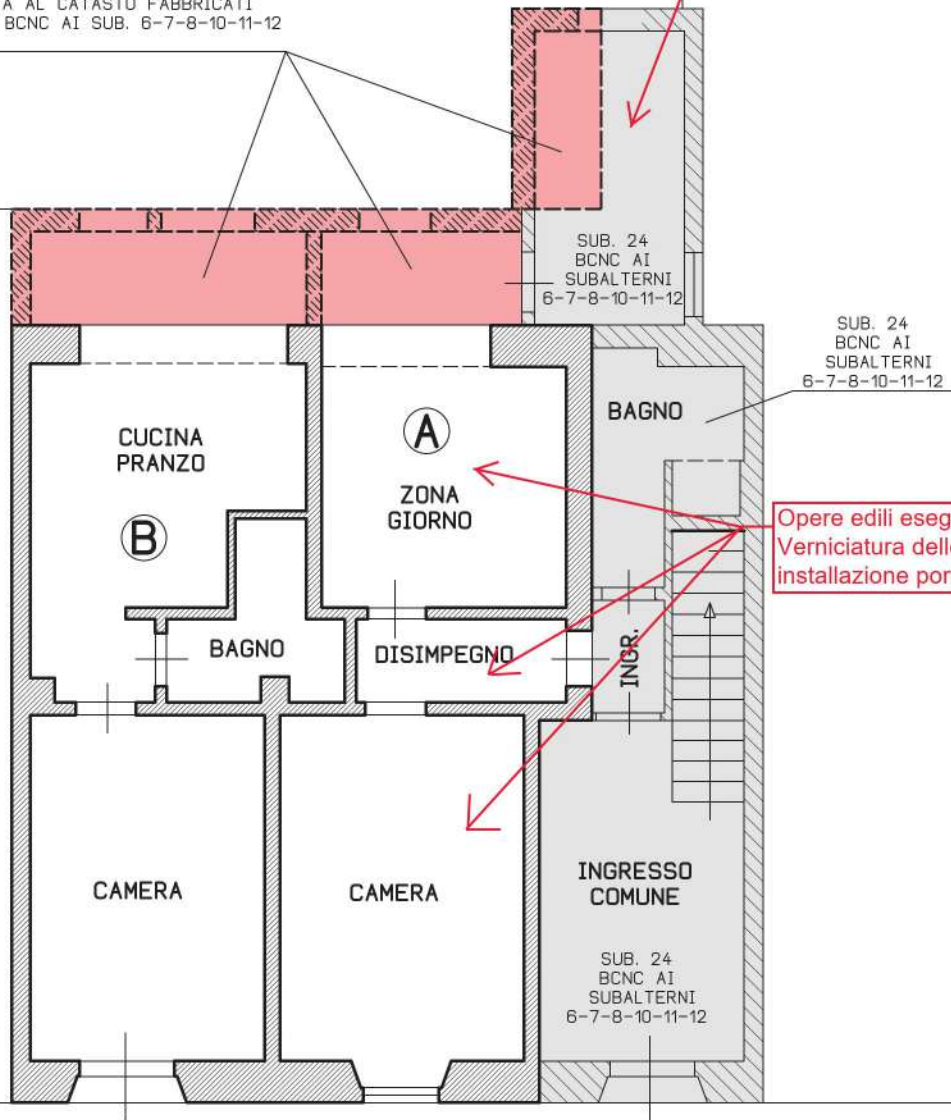 A AL CATASTO FABBRICATI
BCNC AI SUB. 6-7-8-10-11-12
SUB. 24
BCNC AI
SUBALTERNI
6-7-8-10-11-12
SUB. 24
BCNC AI
SUBALTERNI
6-7-8-10-11-12
BAGNO
CUCINA
PRANZO
A
ZONA
GIORNO
B
Opere edili eseg
Verniciatura dell
installazione por
BAGNO
DISIMPEGNO
INGR.
CAMERA
CAMERA
INGRESSO
COMUNE
SUB. 24
BCNC AI
SUBALTERNI
6-7-8-10-11-12